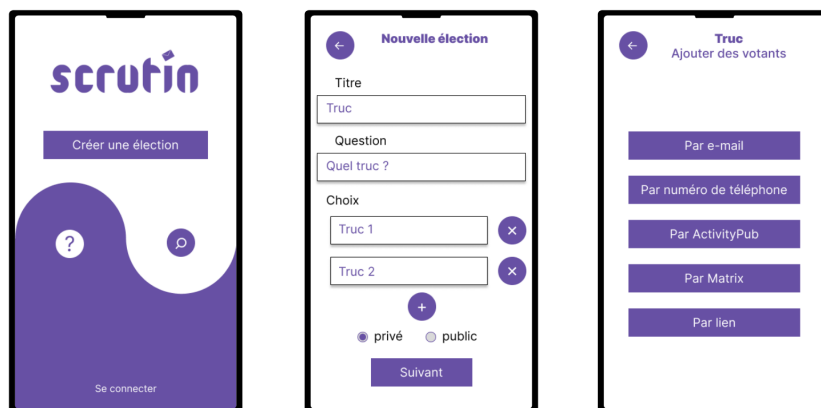 scrutin
Créer une élection
?
Se connecter
←
Nouvelle élection
Titre
Truc
Question
Quel truc ?
Choix
Truc 1
×
Truc 2
×
+
privé
public
Suivant
←
Truc
Ajouter des votants
Par e-mail
Par numéro de téléphone
Par ActivityPub
Par Matrix
Par lien